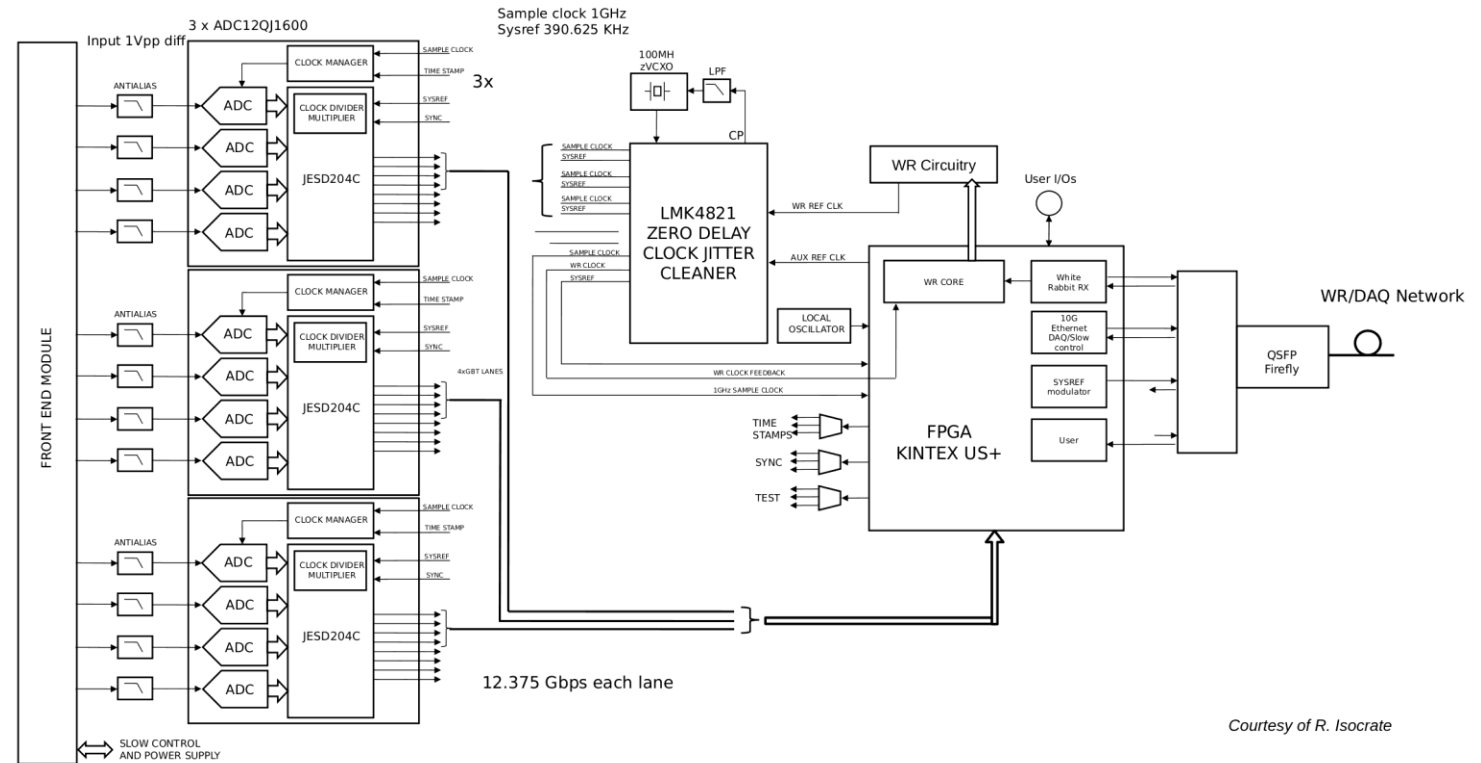 Sample clock 1GHz
Sysref 390.625 KHz
3 x ADC12QJ1600
Input 1Vpp diff
FRONT END MODULE
ANTIALIAS
ADC
ADC
ADC
ADC
CLOCK MANAGER
CLOCK DIVIDER
MULTIPLIER
JESD204C
SAMPLE CLOCK
TIME STAMP
SYSREF
SYNC
3x
ANTIALIAS
ADC
ADC
ADC
ADC
CLOCK MANAGER
CLOCK DIVIDER
MULTIPLIER
JESD204C
SAMPLE CLOCK
TIME STAMP
SYSREF
SYNC
4xGBT LANES
ANTIALIAS
ADC
ADC
ADC
ADC
CLOCK MANAGER
CLOCK DIVIDER
MULTIPLIER
JESD204C
SAMPLE CLOCK
TIME STAMP
SYSREF
SYNC
12.375 Gbps each lane
SLOW CONTROL
AND POWER SUPPLY
100MH
zVCXO
LPF
CP
SAMPLE CLOCK
SYSREF
SAMPLE CLOCK
SYSREF
SAMPLE CLOCK
SYSREF
SAMPLE CLOCK
WR CLOCK
SYSREF
LMK4821
ZERO DELAY
CLOCK JITTER
CLEANER
WR Circuitry
WR REF CLK
AUX REF CLK
User I/Os
LOCAL
OSCILLATOR
WR CLOCK FEEDBACK
1GHz SAMPLE CLOCK
TIME
STAMPS
SYNC
TEST
WR CORE
FPGA
KINTEX US+
White
Rabbit RX
10G
Ethernet
DAQ/Slow
control
SYSREF
modulator
User
QSFP
Firefly
WR/DAQ Network
Courtesy of R. Isocrate